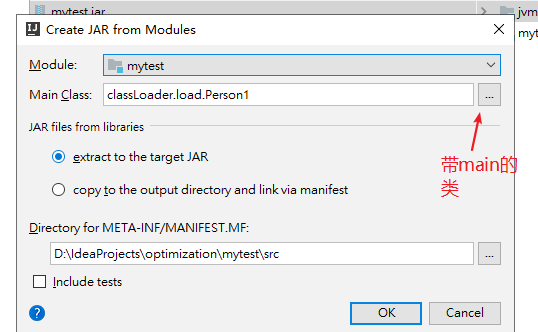 mytest.jar
jvm
Create JAR from Modules
myt
Module:
mytest
Main Class:
classLoader.load.Person1
...
JAR files from libraries
带main的
类
extract to the target JAR
copy to the output directory and link via manifest
Directory for META-INF/MANIFEST.MF:
D:\IdeaProjects\optimization\mytest\src
...
Include tests
?
OK
Cancel